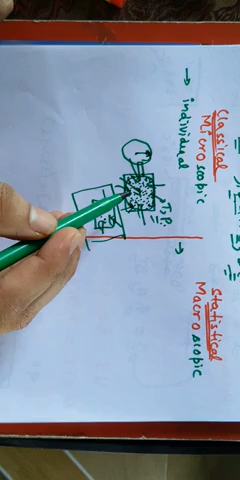 Classical
Microscopic
→ individual
T, P,
Statistical
Macroscopic
→